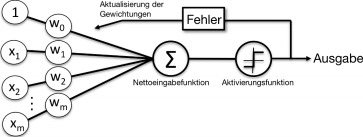 1
w0
Aktualisierung der
Gewichtungen
Fehler
x1
w1
Σ
Ausgabe
x2
w2
Nettoeingabefunktion
Aktivierungsfunktion
⋮
⋮
xm
wm